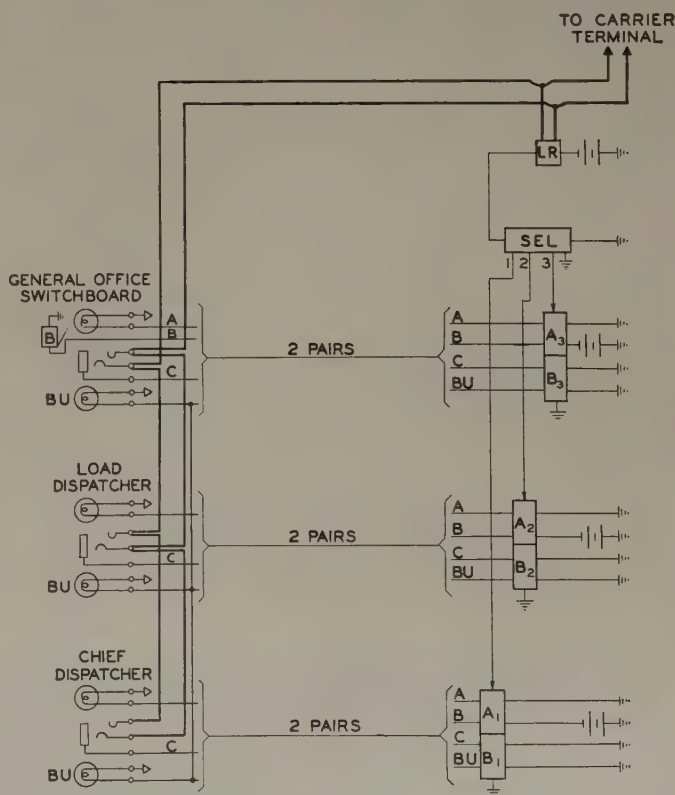 TO CARRIER
TERMINAL
LR
SEL
1 2 3
GENERAL OFFICE
SWITCHBOARD
B
A
B
C
BU
2 PAIRS
A
B
C
BU
A3
B3
LOAD
DISPATCHER
C
BU
2 PAIRS
A
B
C
BU
A2
B2
CHIEF
DISPATCHER
C
BU
2 PAIRS
A
B
C
BU
A1
B1